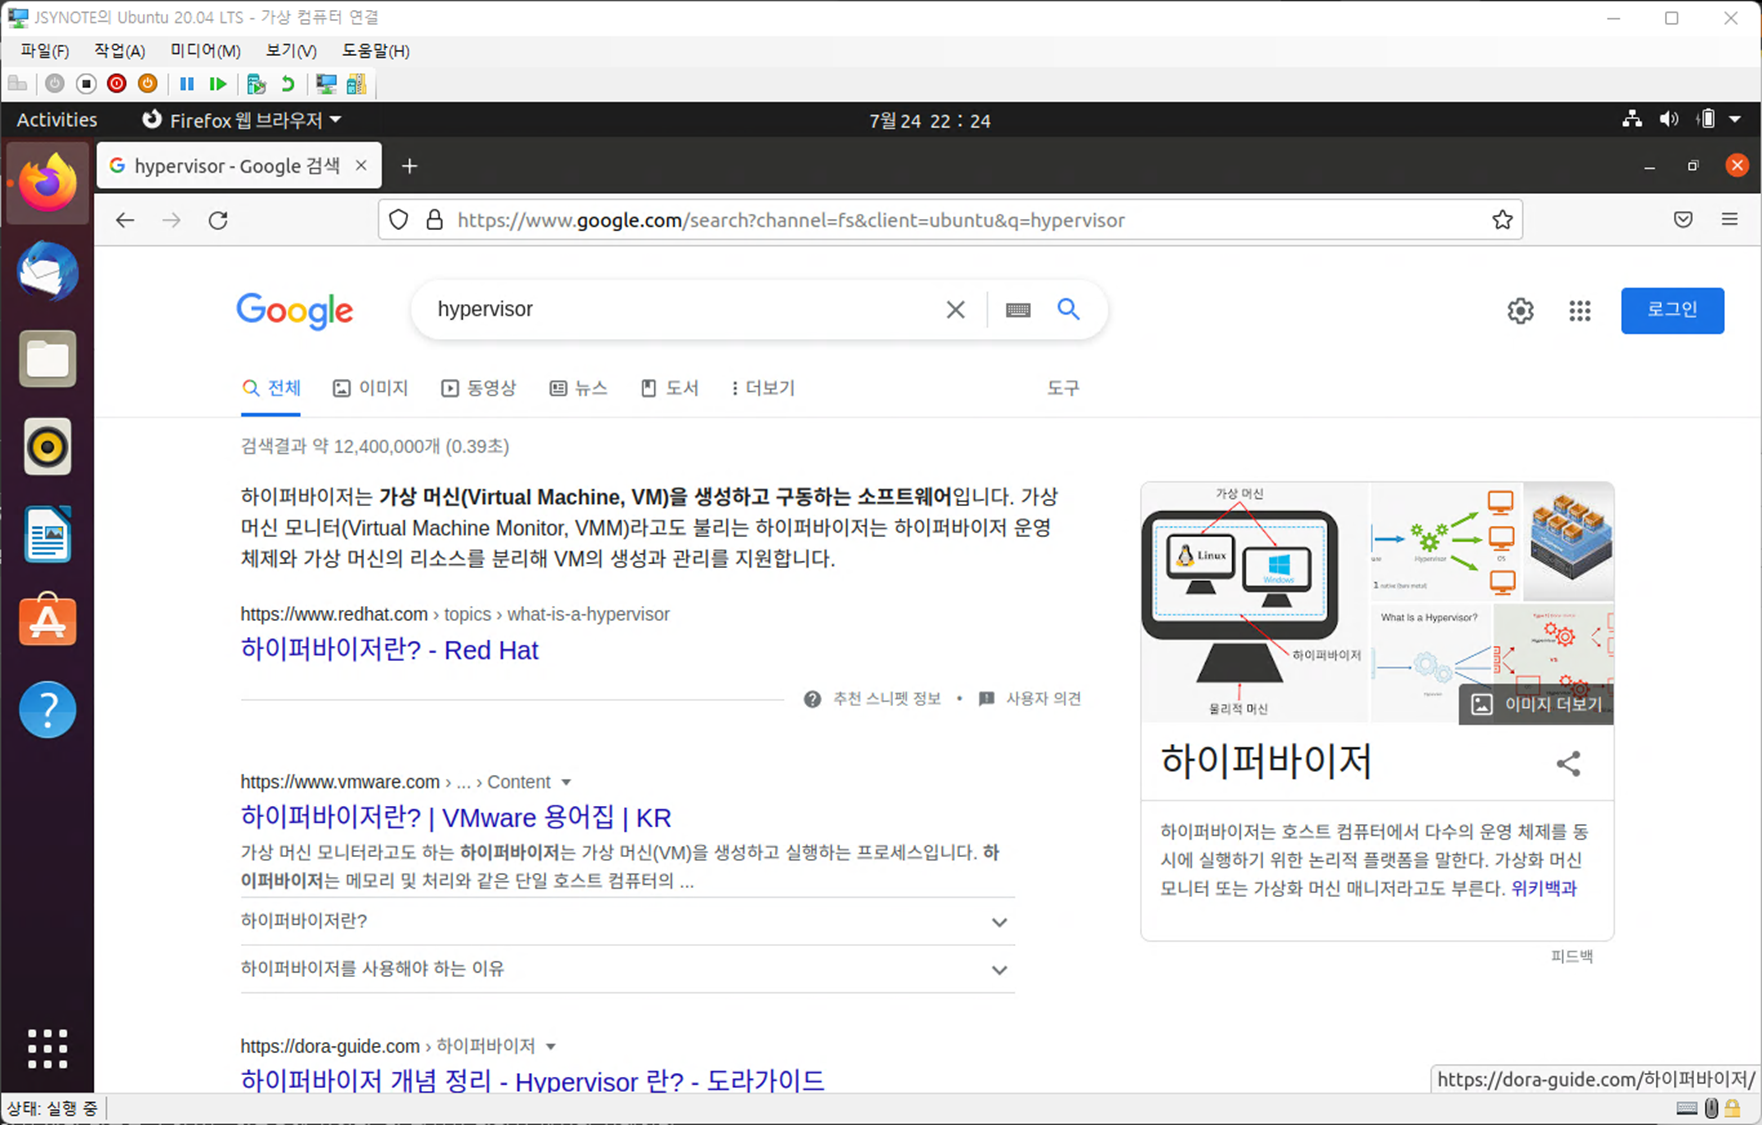 JSYNOTE의 Ubuntu 20.04 LTS - 가상 컴퓨터 연결
파일(F) 작업(A) 미디어(M) 보기(V) 도움말(H)
Activities Firefox 웹 브라우저 7월 24 22 : 24
hypervisor - Google 검색
https://www.google.com/search?channel=fs&client=ubuntu&q=hypervisor
Google hypervisor 로그인
전체 이미지 동영상 뉴스 도서 더보기 도구
검색결과 약 12,400,000개 (0.39초)
하이퍼바이저는 가상 머신(Virtual Machine, VM)을 생성하고 구동하는 소프트웨어입니다. 가상
머신 모니터(Virtual Machine Monitor, VMM)라고도 불리는 하이퍼바이저는 하이퍼바이저 운영
체제와 가상 머신의 리소스를 분리해 VM의 생성과 관리를 지원합니다.
https://www.redhat.com › topics › what-is-a-hypervisor
하이퍼바이저란? - Red Hat
추천 스니펫 정보 • 사용자 의견
https://www.vmware.com › ... › Content
하이퍼바이저란? | VMware 용어집 | KR
가상 머신 모니터라고도 하는 하이퍼바이저는 가상 머신(VM)을 생성하고 실행하는 프로세스입니다. 하
이퍼바이저는 메모리 및 처리와 같은 단일 호스트 컴퓨터의 ...
하이퍼바이저란?
하이퍼바이저를 사용해야 하는 이유
https://dora-guide.com › 하이퍼바이저
하이퍼바이저 개념 정리 - Hypervisor 란? - 도라가이드
가상 머신
Linux
Windows
하이퍼바이저
물리적 머신
Hypervisor
OS
1 native (bare metal)
What Is a Hypervisor?
이미지 더보기
하이퍼바이저
하이퍼바이저는 호스트 컴퓨터에서 다수의 운영 체제를 동
시에 실행하기 위한 논리적 플랫폼을 말한다. 가상화 머신
모니터 또는 가상화 머신 매니저라고도 부른다. 위키백과
피드백
https://dora-guide.com/하이퍼바이저/
상태: 실행 중